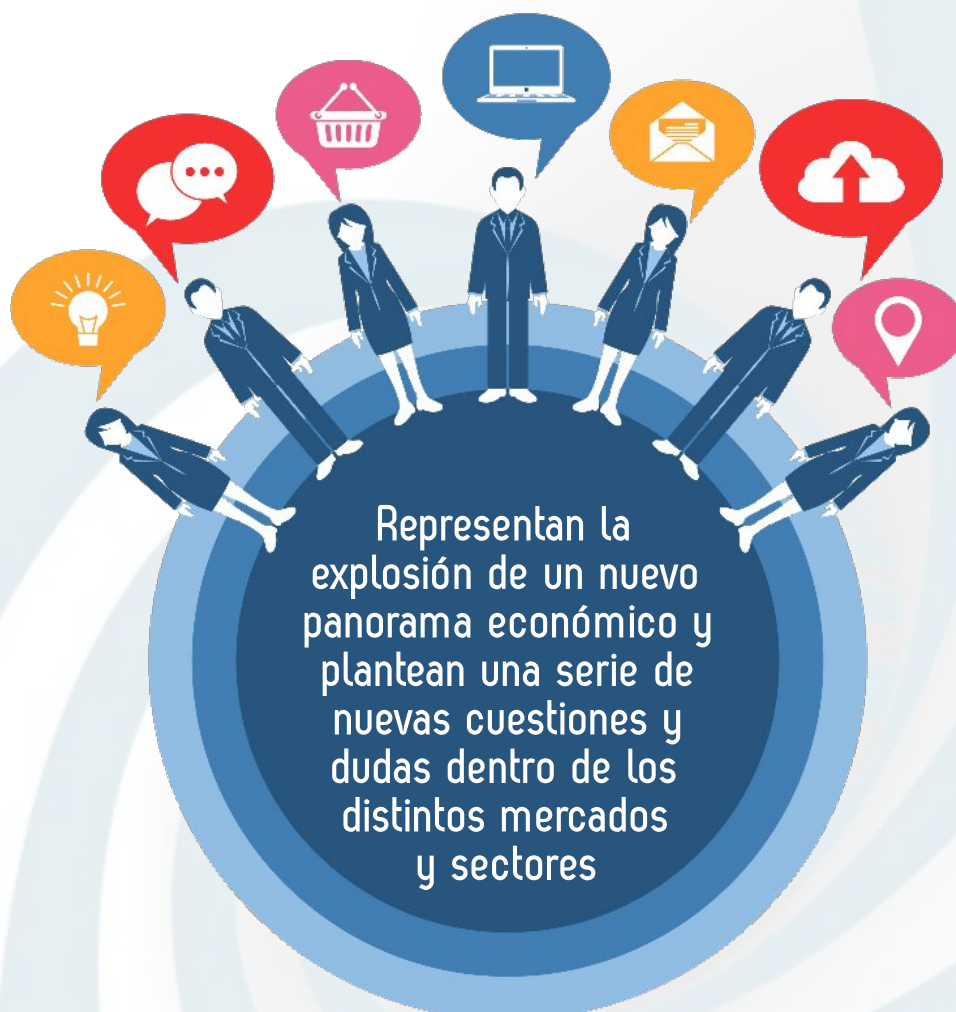 Representan la
explosión de un nuevo
panorama económico y
plantean una serie de
nuevas cuestiones y
dudas dentro de los
distintos mercados
y sectores